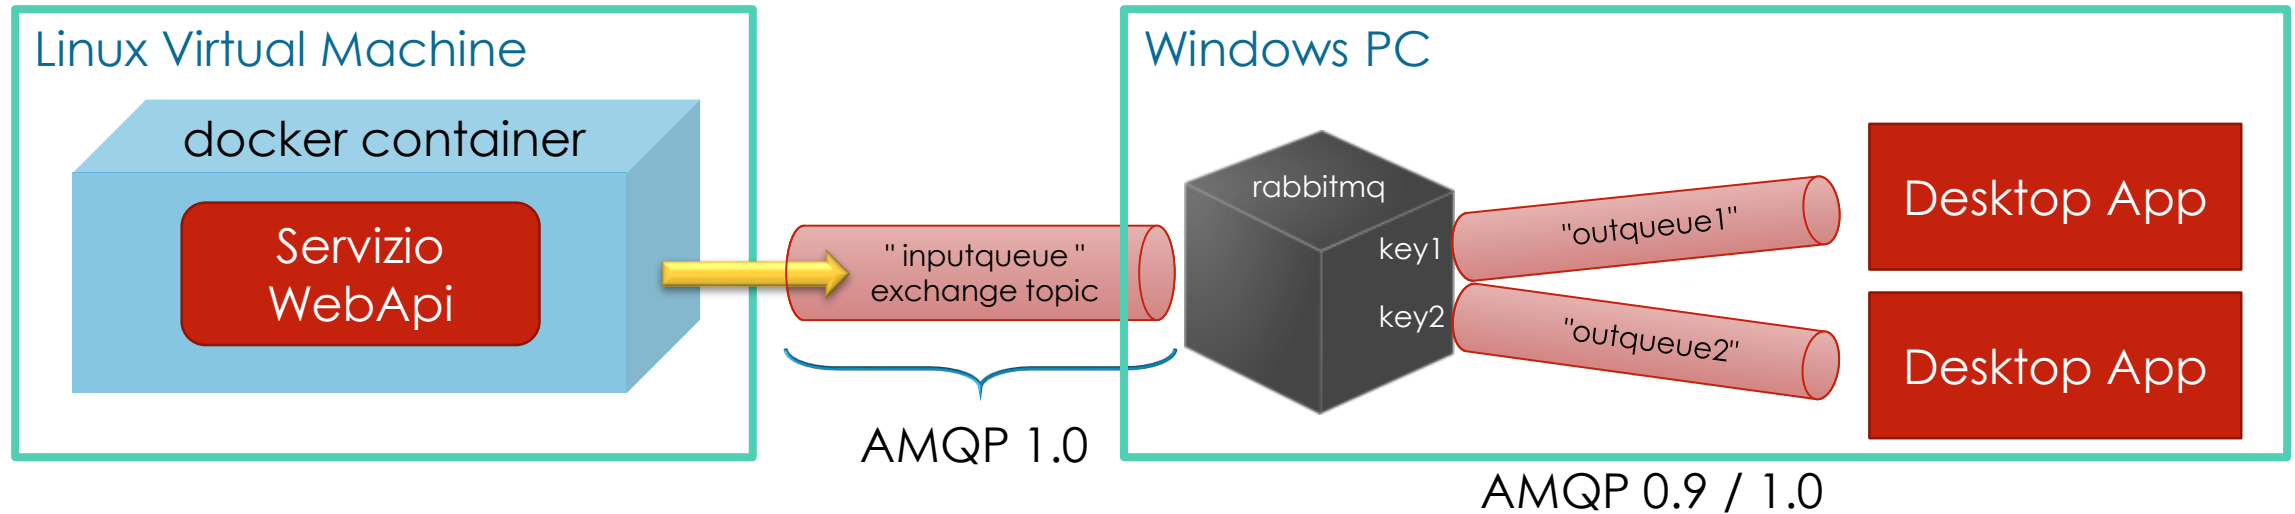 Linux Virtual Machine
docker container
Servizio
WebApi
" inputqueue "
exchange topic
AMQP 1.0
Windows PC
rabbitmq
key1
key2
"outqueue1"
"outqueue2"
Desktop App
Desktop App
AMQP 0.9 / 1.0